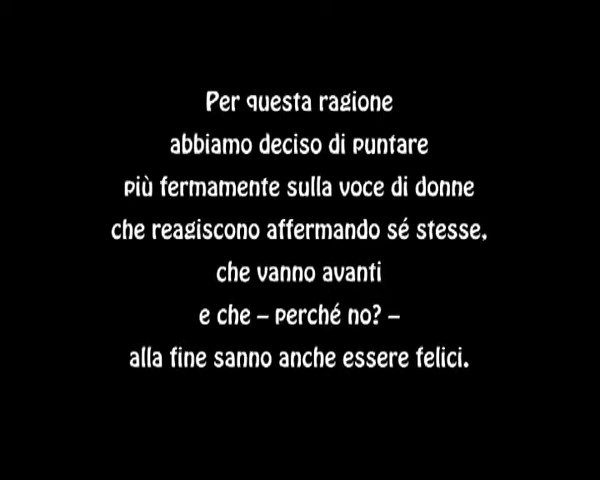 Per questa ragione
abbiamo deciso di puntare
più fermamente sulla voce di donne
che reagiscono affermando sé stesse,
che vanno avanti
e che – perché no? –
alla fine sanno anche essere felici.